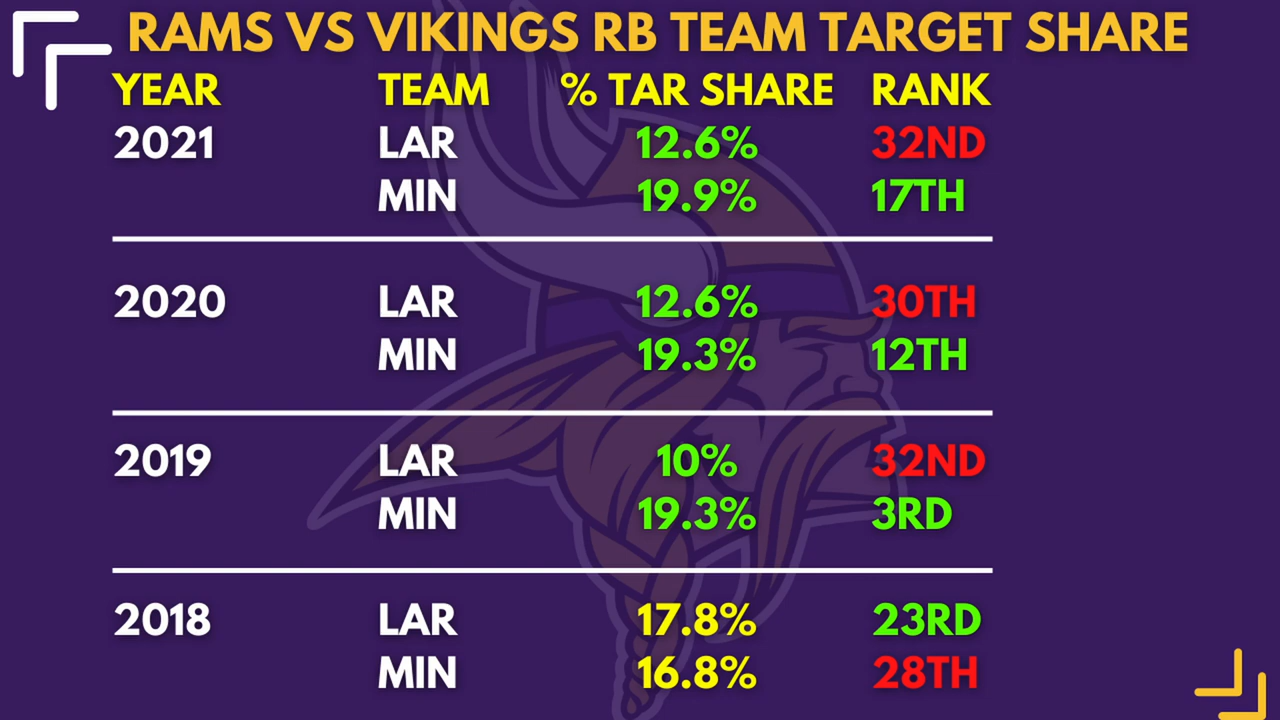 RAMS VS VIKINGS RB TEAM TARGET SHARE
YEAR TEAM % TAR SHARE RANK
2021 LAR 12.6% 32ND
MIN 19.9% 17TH
2020 LAR 12.6% 30TH
MIN 19.3% 12TH
2019 LAR 10% 32ND
MIN 19.3% 3RD
2018 LAR 17.8% 23RD
MIN 16.8% 28TH